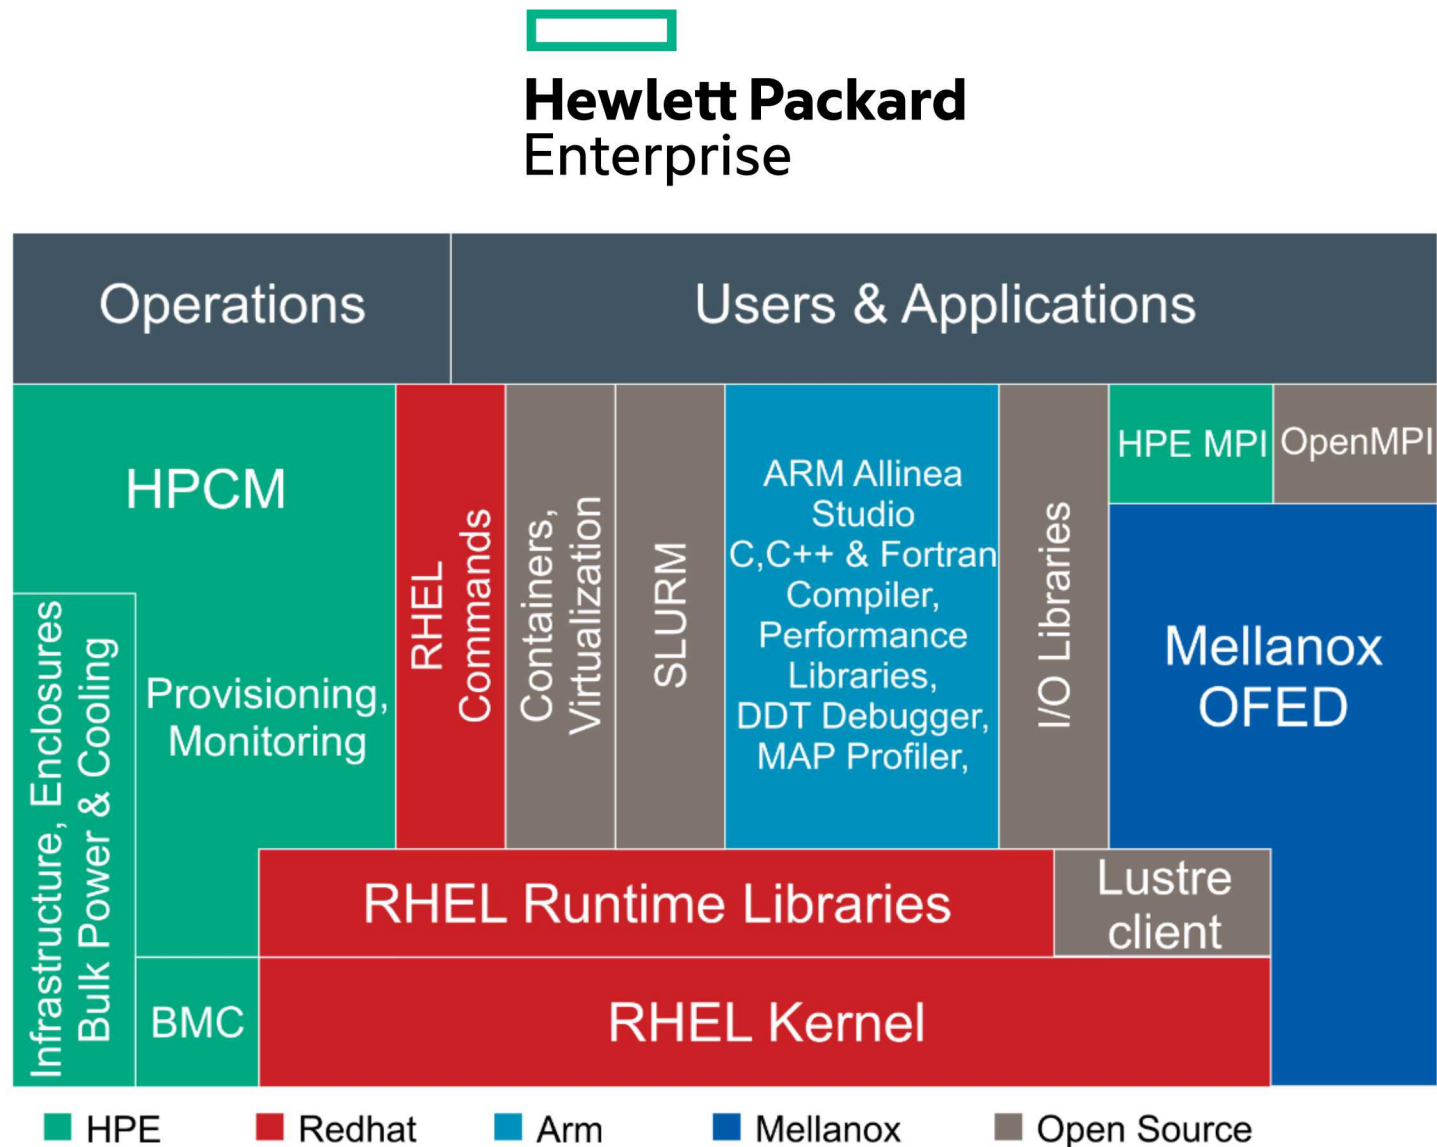 Hewlett Packard
Enterprise
Operations
Users & Applications
HPCM
Provisioning,
Monitoring
Infrastructure, Enclosures
Bulk Power & Cooling
BMC
RHEL
Commands
Containers,
Virtualization
SLURM
ARM Allinea
Studio
C,C++ & Fortran
Compiler,
Performance
Libraries,
DDT Debugger,
MAP Profiler,
I/O Libraries
HPE MPI
OpenMPI
Mellanox
OFED
RHEL Runtime Libraries
Lustre
client
RHEL Kernel
HPE
Redhat
Arm
Mellanox
Open Source